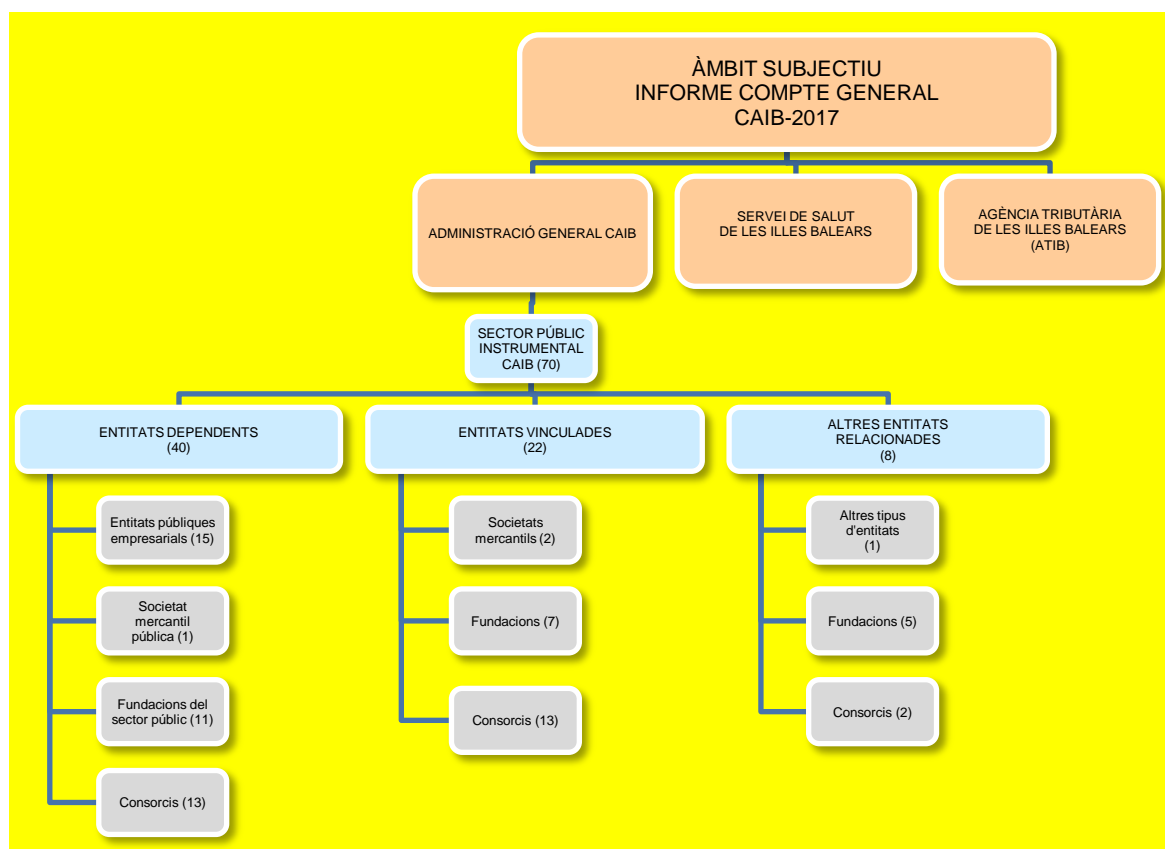 ÀMBIT SUBJECTIU
INFORME COMPTE GENERAL
CAIB-2017
ADMINISTRACIÓ GENERAL CAIB
SERVEI DE SALUT
DE LES ILLES BALEARS
AGÈNCIA TRIBUTÀRIA
DE LES ILLES BALEARS
(ATIB)
SECTOR PÚBLIC
INSTRUMENTAL
CAIB (70)
ENTITATS DEPENDENTS
(40)
ENTITATS VINCULADES
(22)
ALTRES ENTITATS
RELACIONADES
(8)
Entitats públiques
empresarials (15)
Societat
mercantil
pública (1)
Fundacions del
sector públic (11)
Consorcis (13)
Societats
mercantils (2)
Fundacions (7)
Consorcis (13)
Altres tipus
d'entitats
(1)
Fundacions (5)
Consorcis (2)